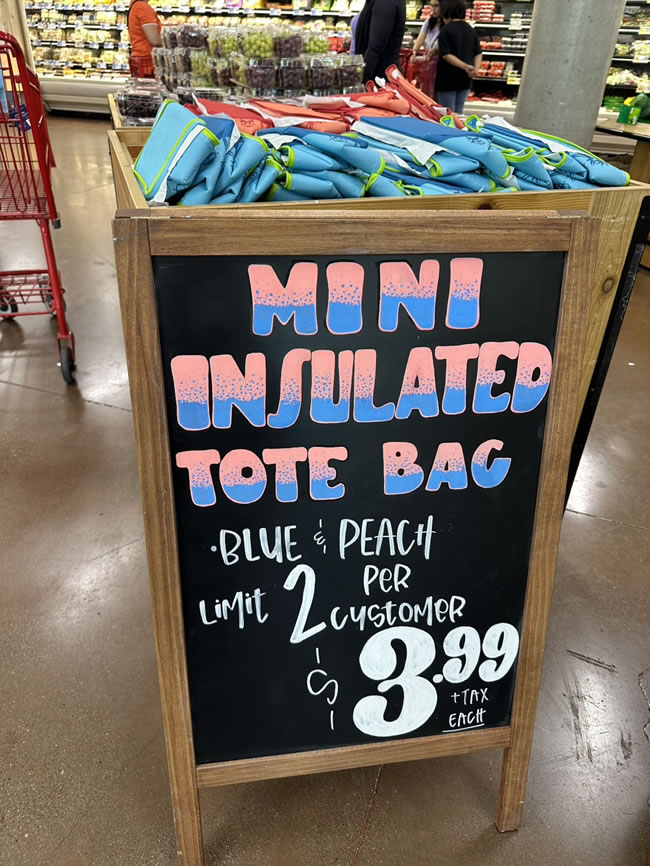 MINI
INSULATED
TOTE BAG
•BLUE & PEACH
LIMIT 2 PER
CUSTOMER
$3.99
+TAX
EACH